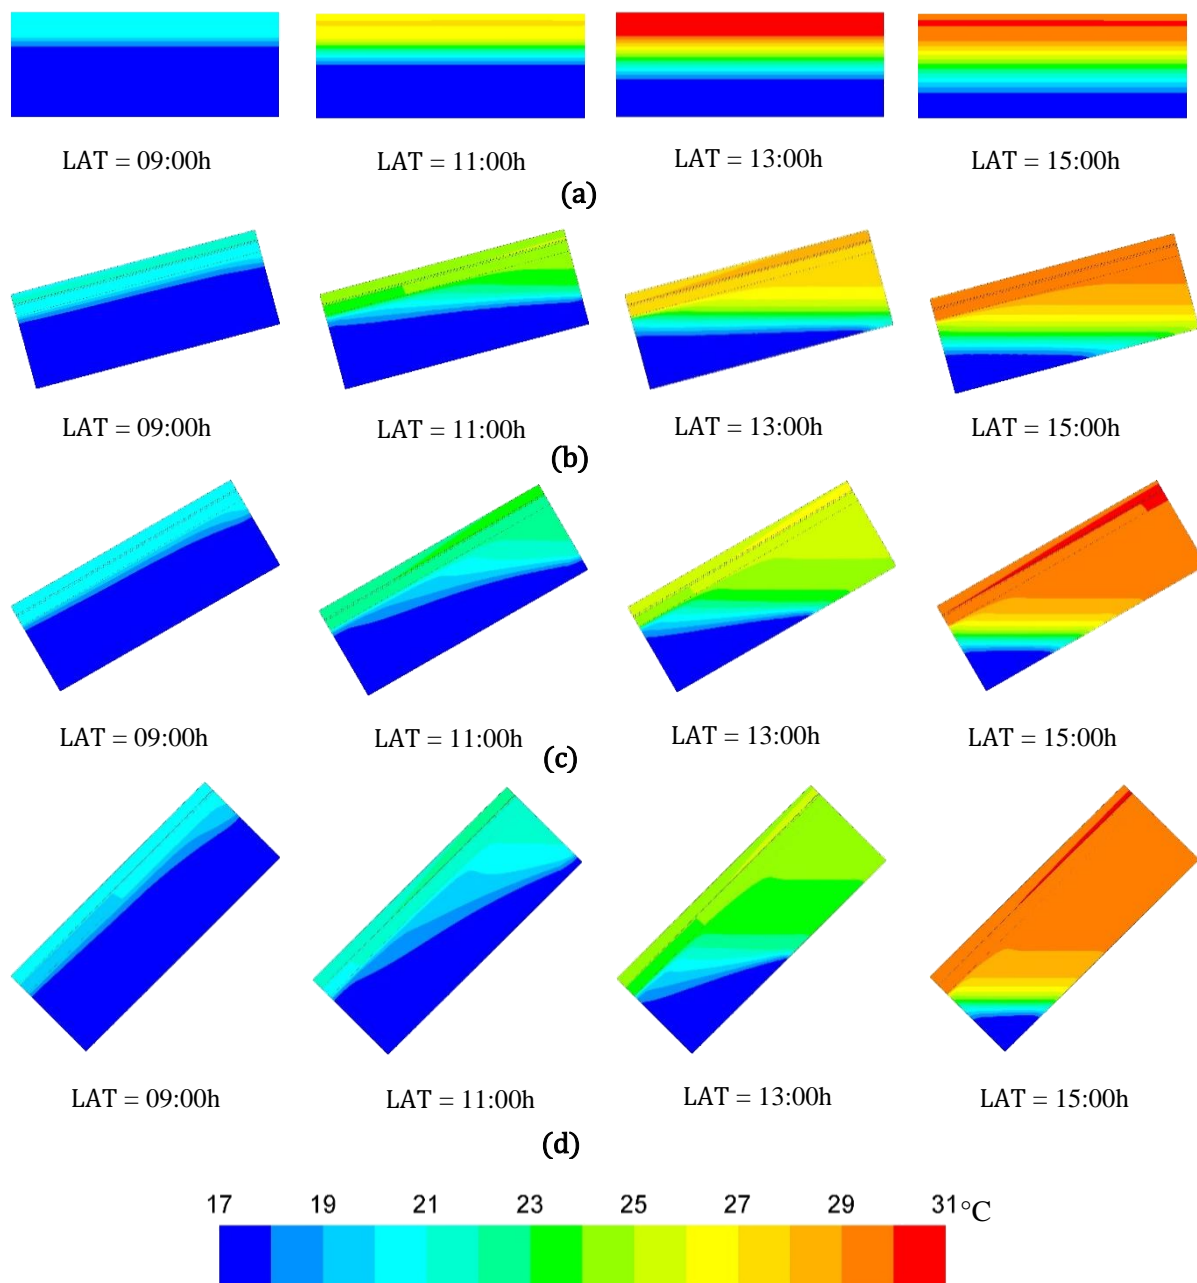 LAT = 09:00h LAT = 11:00h LAT = 13:00h LAT = 15:00h
(a)
LAT = 09:00h LAT = 11:00h LAT = 13:00h LAT = 15:00h
(b)
LAT = 09:00h LAT = 11:00h LAT = 13:00h LAT = 15:00h
(c)
LAT = 09:00h LAT = 11:00h LAT = 13:00h LAT = 15:00h
(d)
17 19 21 23 25 27 29 31 °C